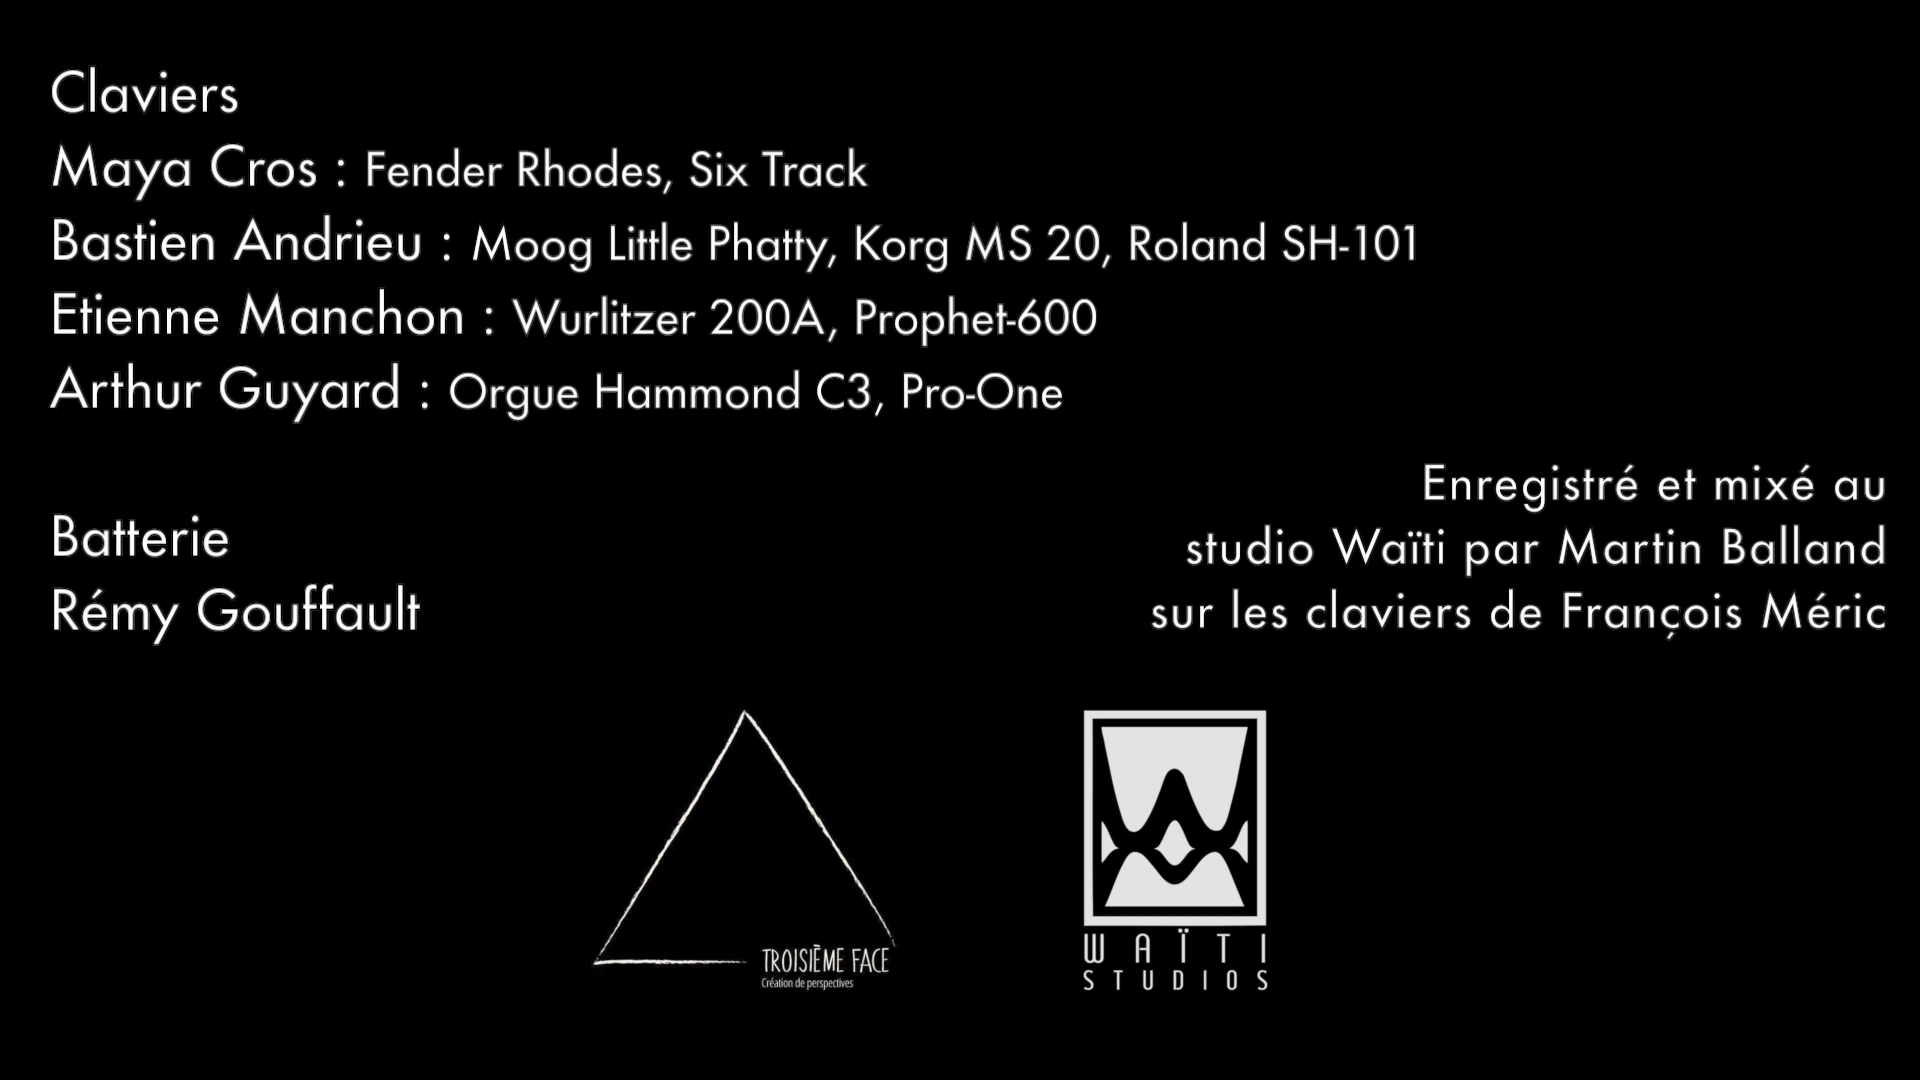 Claviers
Maya Cros : Fender Rhodes, Six Track
Bastien Andrieu : Moog Little Phatty, Korg MS 20, Roland SH-101
Etienne Manchon : Wurlitzer 200A, Prophet-600
Arthur Guyard : Orgue Hammond C3, Pro-One
Batterie
Rémy Gouffault
Enregistré et mixé au
studio Waïti par Martin Balland
sur les claviers de François Méric
TROISIÈME FACE
Création de perspectives
WAÏTI
STUDIOS